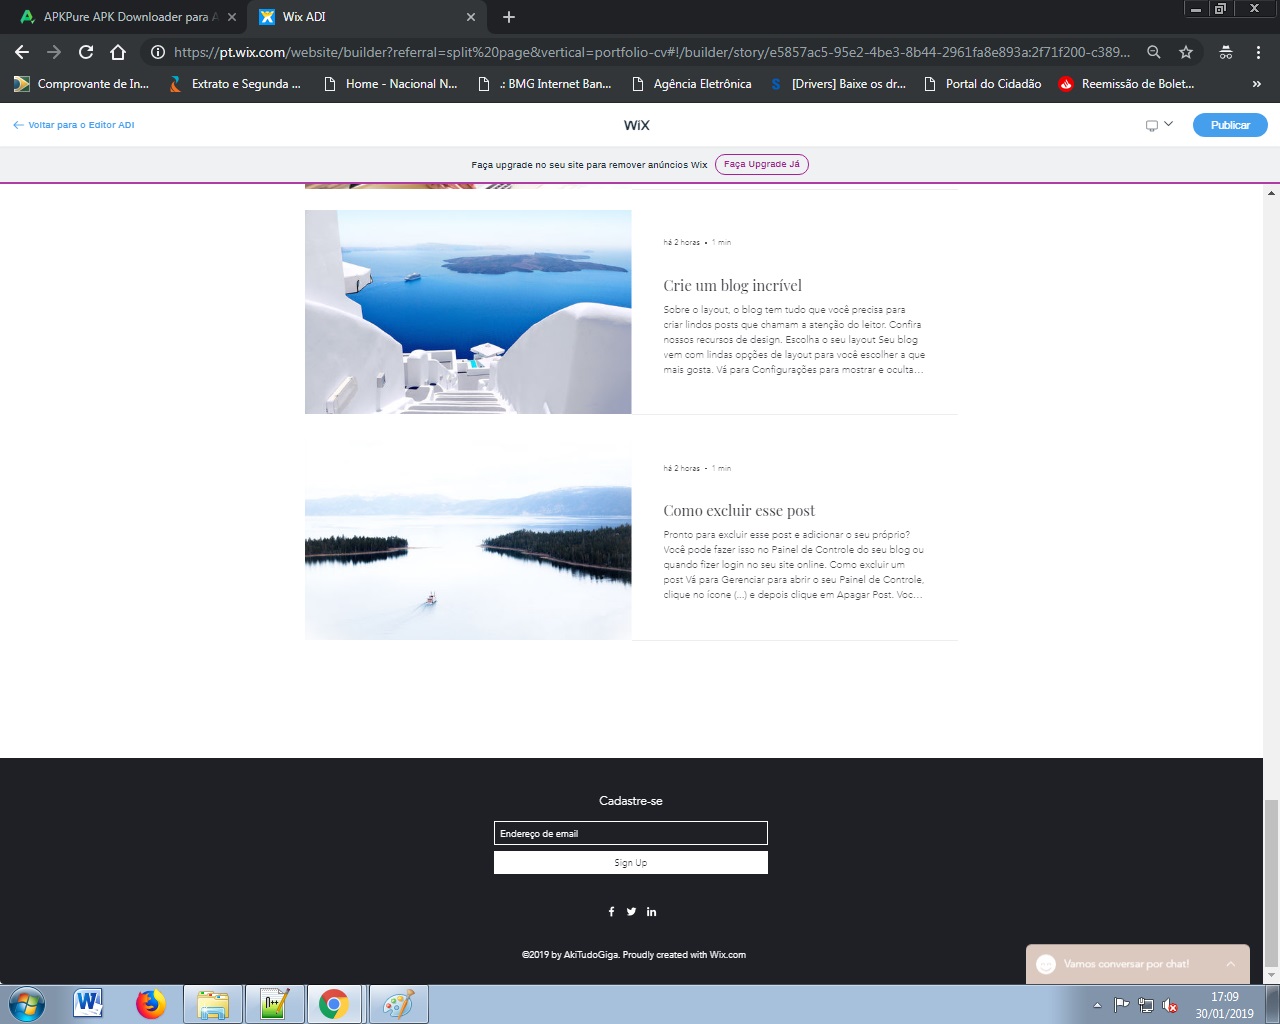 APKPure APK Downloader para A
Wix ADI
https://pt.wix.com/website/builder?referral=split%20page&vertical=portfolio-cv#!/builder/story/e5857ac5-95e2-4be3-8b44-2961fa8e893a:2f71f200-c389...
Comprovante de In... Extrato e Segunda ... Home - Nacional N... .: BMG Internet Ban... Agência Eletrônica [Drivers] Baixe os dr... Portal do Cidadão Reemissão de Bolet... »
Voltar para o Editor ADI
WiX
Publicar
Faça upgrade no seu site para remover anúncios Wix Faça Upgrade Já
há 2 horas • 1 min
Crie um blog incrível
Sobre o layout, o blog tem tudo que você precisa para
criar lindos posts que chamam a atenção do leitor. Confira
nossos recursos de design. Escolha o seu layout Seu blog
vem com lindas opções de layout para você escolher a que
mais gosta. Vá para Configurações para mostrar e oculta...
há 2 horas • 1 min
Como excluir esse post
Pronto para excluir esse post e adicionar o seu próprio?
Você pode fazer isso no Painel de Controle do seu blog ou
quando fizer login no seu site online. Como excluir um
post Vá para Gerenciar para abrir o seu Painel de Controle,
clique no ícone (...) e depois clique em Apagar Post. Voc...
Cadastre-se
Endereço de email
Sign Up
©2019 by AkiTudoGiga. Proudly created with Wix.com
Vamos conversar por chat!
17:09
30/01/2019